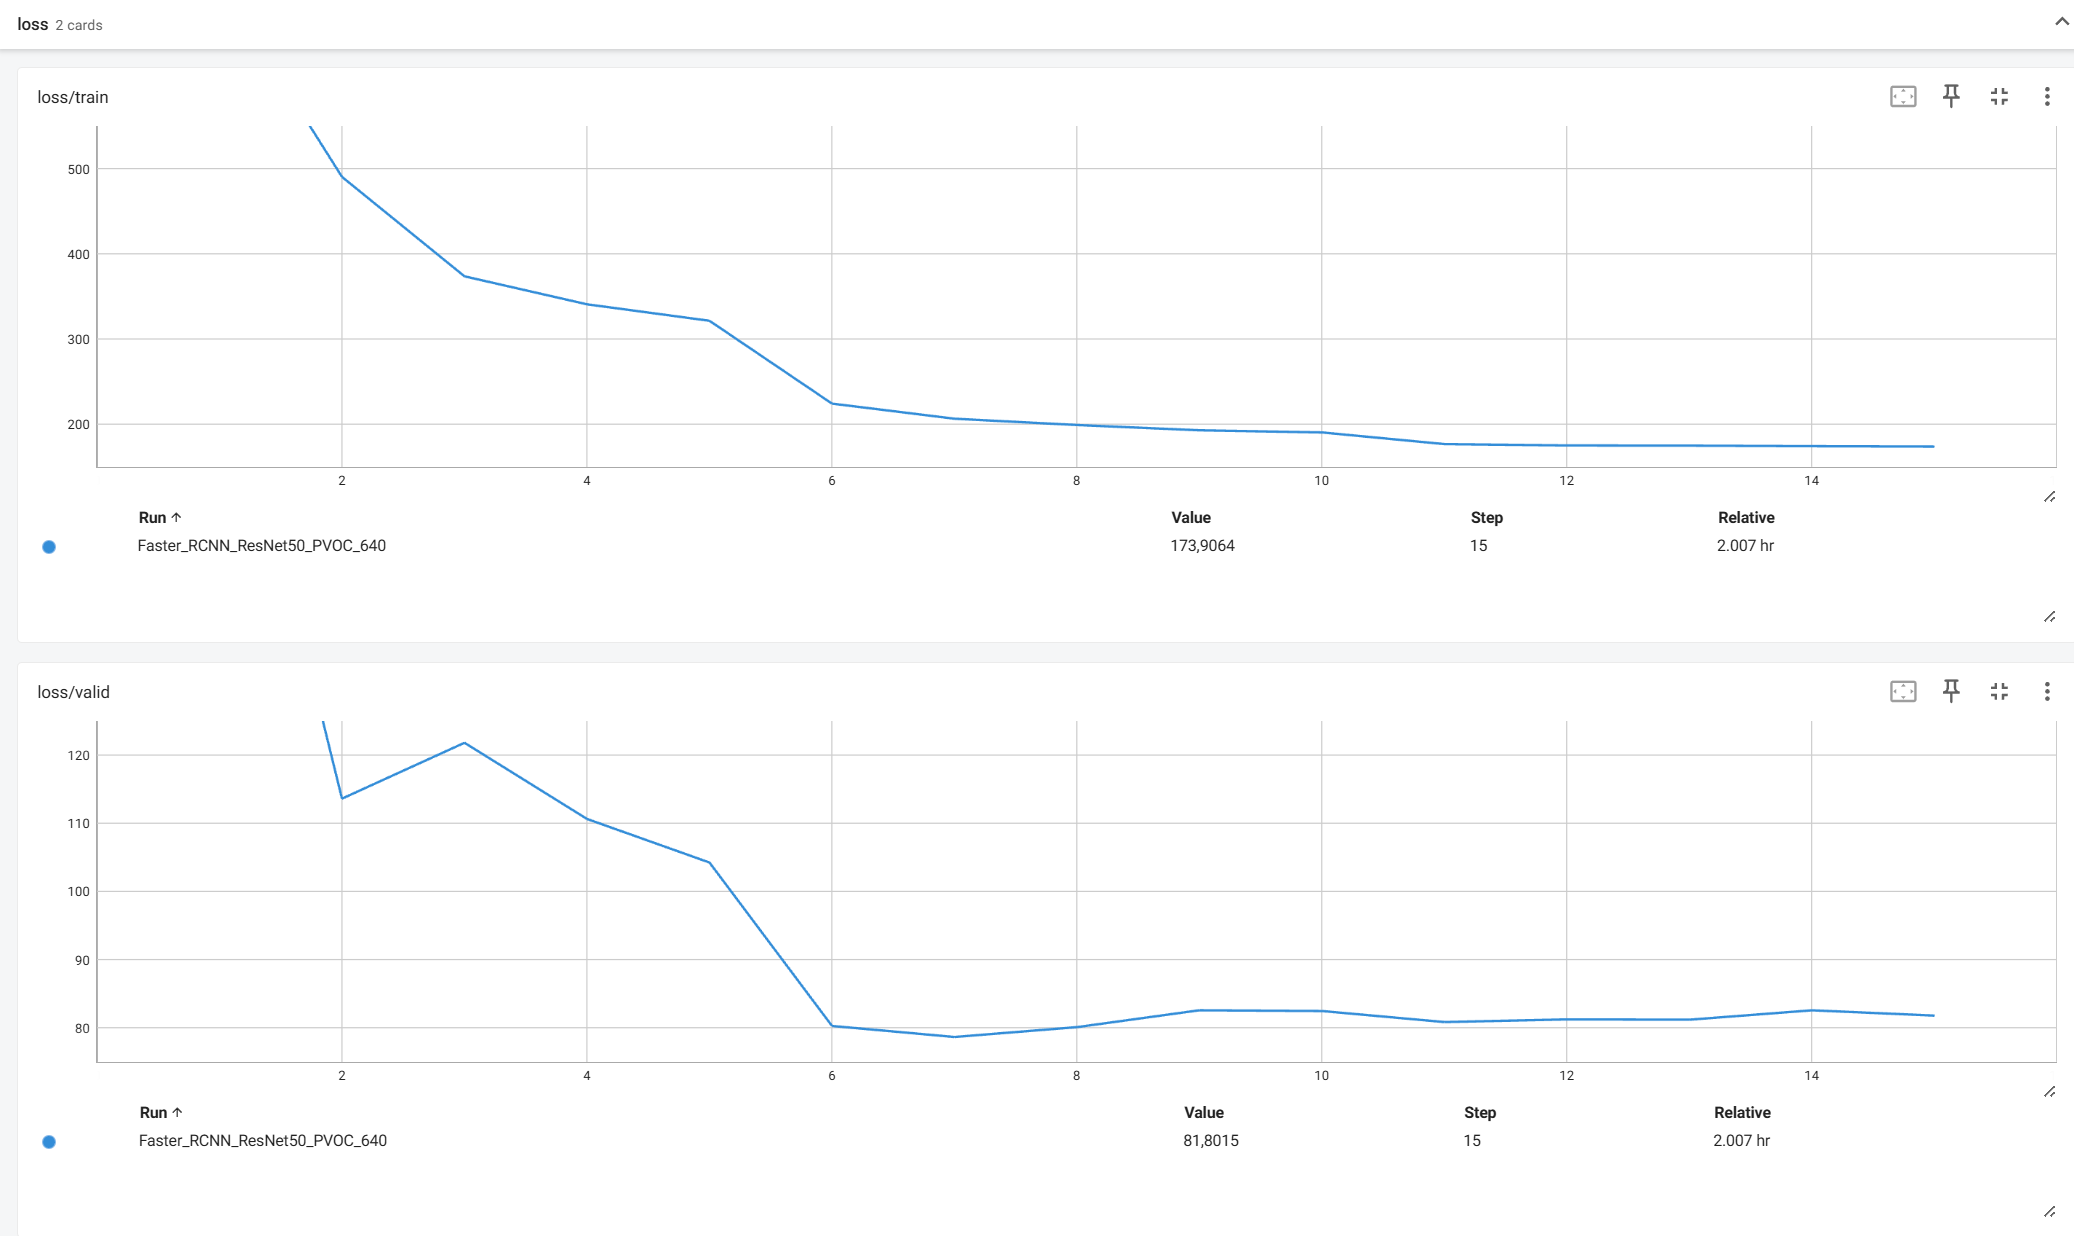 loss 2 cards
loss/train
500
400
300
200
2 4 6 8 10 12 14
Run ↑ Value Step Relative
Faster_RCNN_ResNet50_PVOC_640 173,9064 15 2.007 hr
loss/valid
120
110
100
90
80
2 4 6 8 10 12 14
Run ↑ Value Step Relative
Faster_RCNN_ResNet50_PVOC_640 81,8015 15 2.007 hr